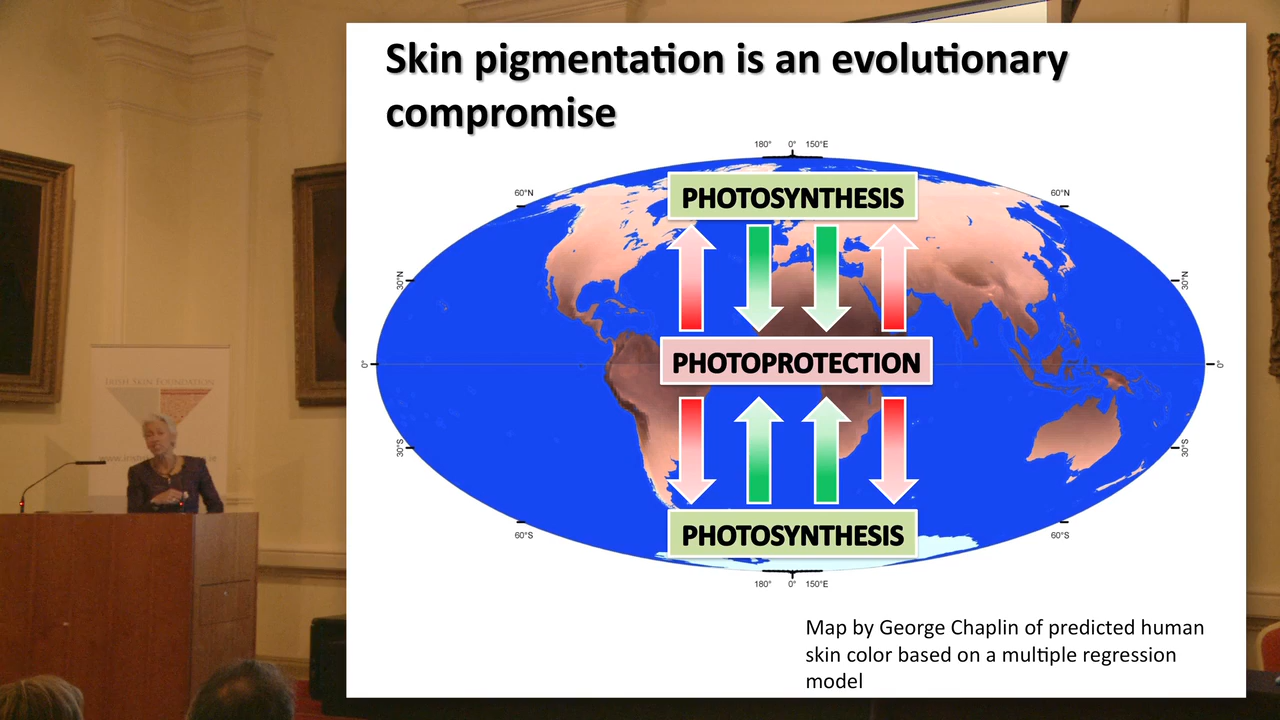 Skin pigmentation is an evolutionary
compromise
180° 0° 150°E
60°N 60°N
PHOTOSYNTHESIS
30°N 30°N
PHOTOPROTECTION
0° 0°
30°S 30°S
PHOTOSYNTHESIS
60°S 60°S
180° 0° 150°E
Map by George Chaplin of predicted human
skin color based on a multiple regression
model
IRISH SKIN FOUNDATION